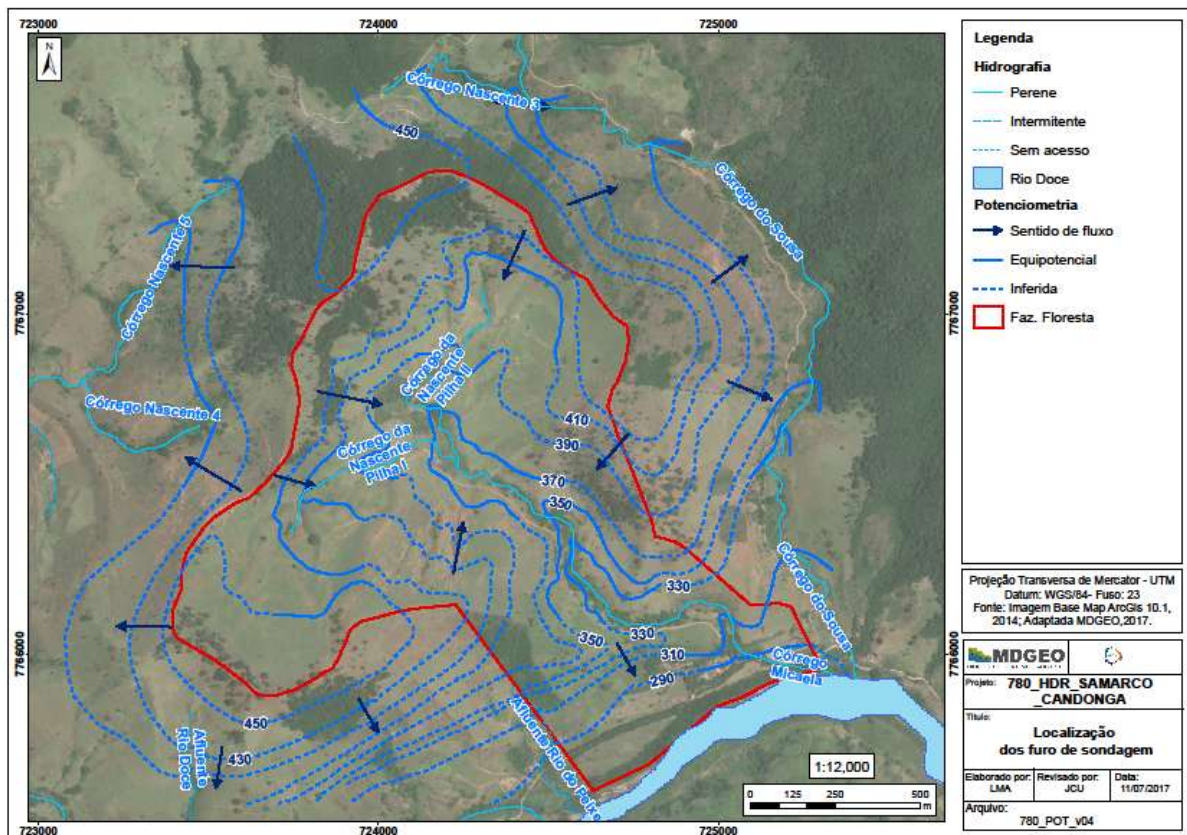 723000
724000
725000
N
7767000
7767000
7766000
7766000
Córrego Nascente 3
450
Córrego do Sousa
Córrego Nascente 5
Córrego da
Nascente
Pilha II
Córrego Nascente 4
Córrego da
Nascente
Pilha I
410
390
370
350
330
Córrego do Sousa
350
330
310
290
Córrego
Micaela
450
430
Afluente
Rio Doce
Afluente Rio do Peixe
1:12,000
0 125 250 500
m
723000
724000
725000
Legenda
Hidrografia
Perene
Intermitente
Sem acesso
Rio Doce
Potenciometria
Sentido de fluxo
Equipotencial
Inferida
Faz. Floresta
Projeção Transversa de Mercator - UTM
Datum: WGS/84- Fuso: 23
Fonte: Imagem Base Map ArcGis 10.1,
2014; Adaptada MDGEO,2017.
MDGEO
Projeto: 780_HDR_SAMARCO
_CANDONGA
Título:
Localização
dos furo de sondagem
Elaborado por:
LMA
Revisado por:
JCU
Data:
11/07/2017
Arquivo:
780_POT_v04